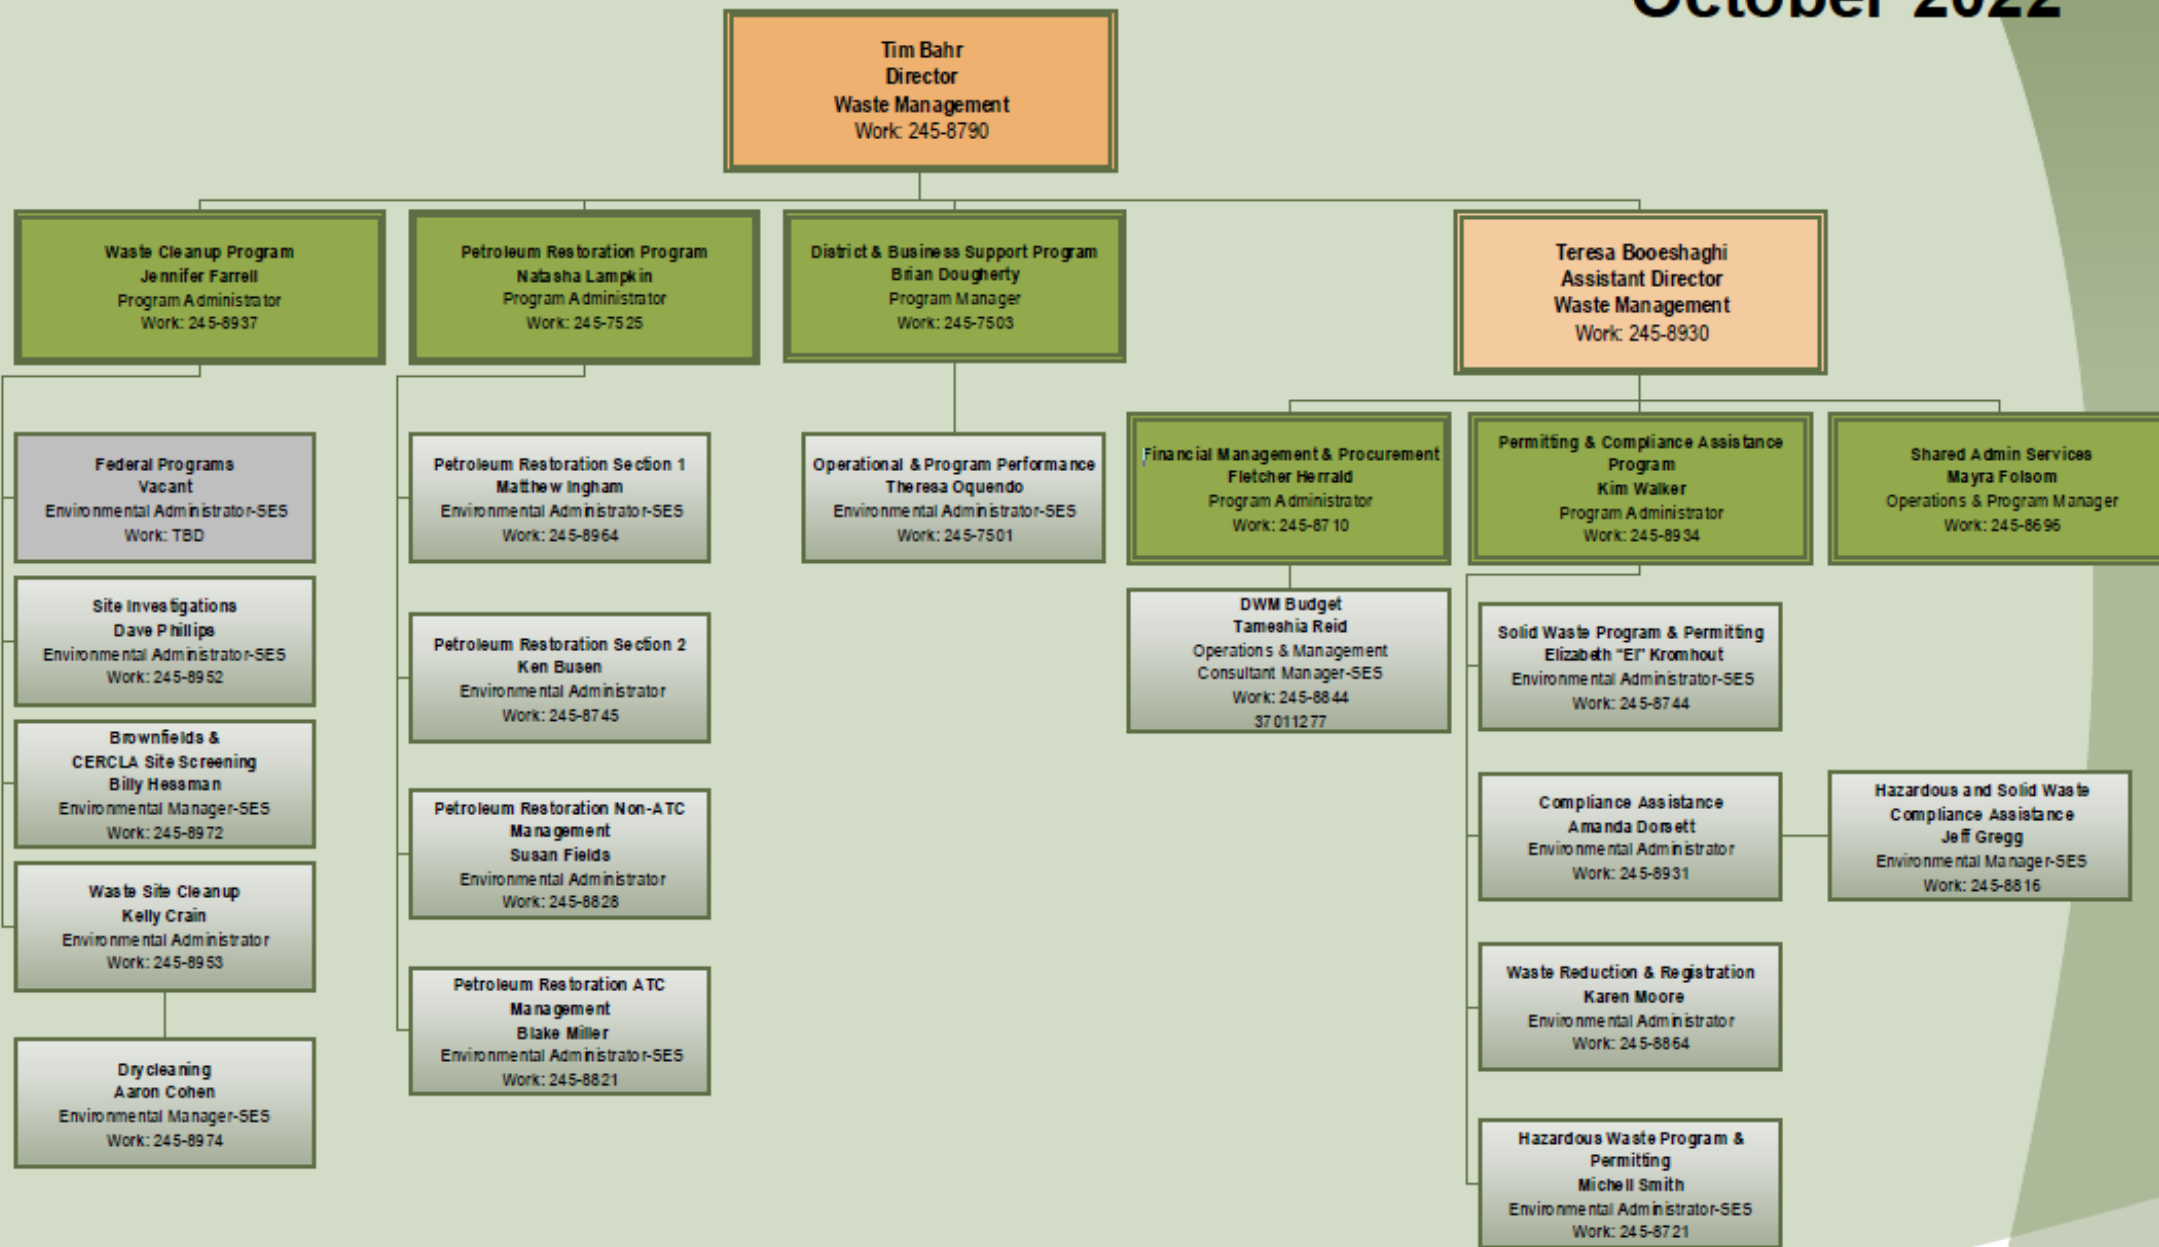 October 2022
Tim Bahr
Director
Waste Management
Work: 245-8790
Waste Cleanup Program
Jennifer Farrell
Program Administrator
Work: 245-8937
Petroleum Restoration Program
Natasha Lampkin
Program Administrator
Work: 245-7525
District & Business Support Program
Brian Dougherty
Program Manager
Work: 245-7503
Teresa Booeshaghi
Assistant Director
Waste Management
Work: 245-8930
Federal Programs
Vacant
Environmental Administrator-SES
Work: TBD
Site Investigations
Dave Phillips
Environmental Administrator-SES
Work: 245-8952
Brownfields &
CERCLA Site Screening
Billy Hessman
Environmental Manager-SES
Work: 245-8972
Waste Site Cleanup
Kelly Crain
Environmental Administrator
Work: 245-8953
Drycleaning
Aaron Cohen
Environmental Manager-SES
Work: 245-8974
Petroleum Restoration Section 1
Matthew Ingham
Environmental Administrator-SES
Work: 245-8964
Petroleum Restoration Section 2
Ken Busen
Environmental Administrator
Work: 245-8745
Petroleum Restoration Non-ATC
Management
Susan Fields
Environmental Administrator
Work: 245-8828
Petroleum Restoration ATC
Management
Blake Miller
Environmental Administrator-SES
Work: 245-8821
Operational & Program Performance
Theresa Oquendo
Environmental Administrator-SES
Work: 245-7501
Financial Management & Procurement
Fletcher Herrald
Program Administrator
Work: 245-8710
DWM Budget
Tameshia Reid
Operations & Management
Consultant Manager-SES
Work: 245-8844
37011277
Permitting & Compliance Assistance
Program
Kim Walker
Program Administrator
Work: 245-8934
Solid Waste Program & Permitting
Elizabeth "El" Kromhout
Environmental Administrator-SES
Work: 245-8744
Compliance Assistance
Amanda Dorsett
Environmental Administrator
Work: 245-8931
Hazardous and Solid Waste
Compliance Assistance
Jeff Gregg
Environmental Manager-SES
Work: 245-8816
Waste Reduction & Registration
Karen Moore
Environmental Administrator
Work: 245-8864
Hazardous Waste Program &
Permitting
Michell Smith
Environmental Administrator-SES
Work: 245-8721
Shared Admin Services
Mayra Folsom
Operations & Program Manager
Work: 245-8696